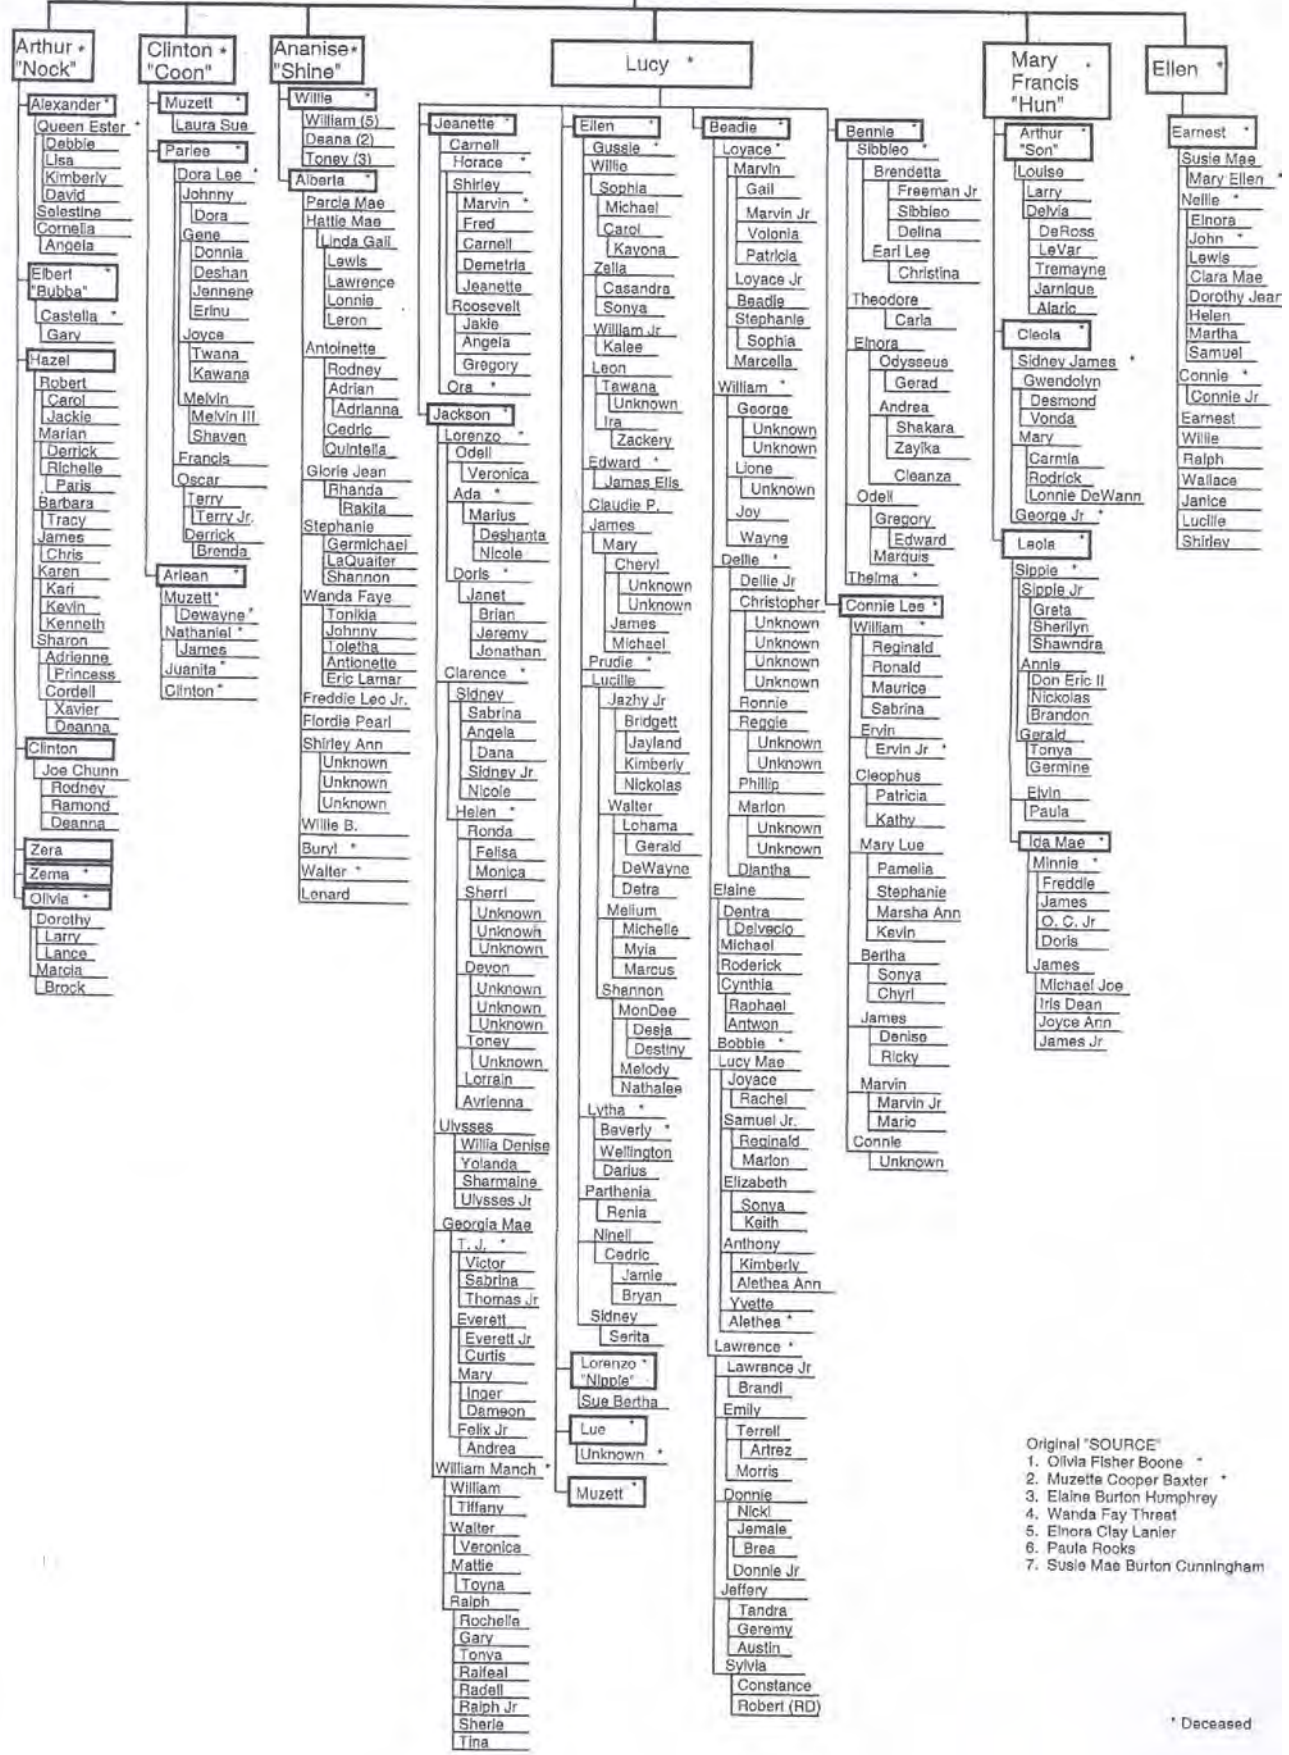 Arthur *
"Nock"
Alexander *
Queen Ester *
Debbie
Lisa
Kimberly
David
Selestine
Cornelia
Angela
Elbert *
"Bubba"
Castella *
Gary
Hazel
Robert
Carol
Jackie
Marian
Derrick
Richelle
Paris
Barbara
Tracy
James
Chris
Karen
Kari
Kevin
Kenneth
Sharon
Adrienne
Princess
Cordell
Xavier
Deanna
Clinton
Joe Chunn
Rodney
Ramond
Deanna
Zera
Zema *
Olivia *
Dorothy
Larry
Lance
Marcia
Brock
Clinton *
"Coon"
Muzett *
Laura Sue
Parlee *
Dora Lee *
Johnny
Dora
Gene
Donnia
Deshan
Jennene
Erinu
Joyce
Twana
Kawana
Melvin
Melvin III
Shaven
Francis
Oscar
Terry
Terry Jr.
Derrick
Brenda
Arlean *
Muzett *
Dewayne *
Nathaniel *
James
Juanita *
Clinton *
Ananise *
"Shine"
Willie *
William (5)
Deana (2)
Toney (3)
Alberta *
Percie Mae
Hattie Mae
Linda Gail
Lewis
Lawrence
Lonnie
Leron
Antoinette
Rodney
Adrian
Adrianna
Cedric
Quintella
Glorie Jean
Rhanda
Rakita
Stephanie
Germichael
LaQuaiter
Shannon
Wanda Faye
Tonikia
Johnny
Toletha
Antionette
Eric Lamar
Freddie Leo Jr.
Flordie Pearl
Shirley Ann
Unknown
Unknown
Unknown
Willie B.
Buryl *
Walter *
Lenard
Lucy *
Jeanette *
Carnell
Horace *
Shirley
Marvin *
Fred
Carnell
Demetria
Jeanette
Roosevelt
Jakie
Angela
Gregory
Ora *
Jackson *
Lorenzo *
Odell
Veronica
Ada *
Marius
Deshanta
Nicole
Doris *
Janet
Brian
Jeremy
Jonathan
Clarence *
Sidney
Sabrina
Angela
Dana
Sidney Jr
Nicole
Helen *
Ronda
Felisa
Monica
Sherri
Unknown
Unknown
Unknown
Devon
Unknown
Unknown
Unknown
Toney
Unknown
Lorrain
Avrienna
Ulysses
Willia Denise
Yolanda
Sharmaine
Ulysses Jr
Georgia Mae
T. J. *
Victor
Sabrina
Thomas Jr
Everett
Everett Jr
Curtis
Mary
Inger
Dameon
Felix Jr
Andrea
William Manch *
William
Tiffany
Walter
Veronica
Mattie
Toyna
Ralph
Rochelle
Gary
Tonya
Ralfeal
Radell
Ralph Jr
Sherie
Tina
Ellen *
Gussie *
Willie
Sophia
Michael
Carol
Kavona
Zella
Casandra
Sonya
William Jr
Kalee
Leon
Tawana
Unknown
Ira
Zackery
Edward *
James Elis
Claudie P.
James
Mary
Cheryl
Unknown
Unknown
James
Michael
Prudie *
Lucille
Jazhy Jr
Bridgett
Jayland
Kimberly
Nickolas
Walter
Lohama
Gerald
DeWayne
Detra
Melium
Michelle
Myia
Marcus
Shannon
MonDee
Desja
Destiny
Melody
Nathalee
Lytha *
Beverly *
Wellington
Darius
Parthenia
Renia
Ninell
Cedric
Jamie
Bryan
Sidney
Serita
Lorenzo *
"Nipple"
Sue Bertha
Lue *
Unknown *
Muzett *
Beadie *
Loyace *
Marvin
Gail
Marvin Jr
Volonia
Patricia
Loyace Jr
Beadie
Stephanie
Sophia
Marcella
William *
George
Unknown
Unknown
Lione
Unknown
Joy
Wayne
Dellie *
Dellie Jr
Christopher
Unknown
Unknown
Unknown
Unknown
Ronnie
Reggie
Unknown
Unknown
Phillip
Marlon
Unknown
Unknown
Diantha
Elaine
Dentra
Delvecio
Michael
Roderick
Cynthia
Raphael
Antwon
Bobbie *
Lucy Mae
Joyace
Rachel
Samuel Jr.
Reginald
Marlon
Elizabeth
Sonya
Keith
Anthony
Kimberly
Alethea Ann
Yvette
Alethea *
Lawrence *
Lawrence Jr
Brandi
Emily
Terrell
Artrez
Morris
Donnie
Nicki
Jemale
Brea
Donnie Jr
Jeffery
Tandra
Geremy
Austin
Sylvia
Constance
Robert (RD)
Bennie *
Sibbleo *
Brendetta
Freeman Jr
Sibbleo
Delina
Earl Lee
Christina
Theodore
Carla
Elnora
Odysseus
Gerad
Andrea
Shakara
Zayika
Cleanza
Odell
Gregory
Edward
Marquis
Thelma *
Connie Lee *
William *
Reginald
Ronald
Maurice
Sabrina
Ervin
Ervin Jr *
Cleophus
Patricia
Kathy
Mary Lue
Pamelia
Stephanie
Marsha Ann
Kevin
Bertha
Sonya
Chyrl
James
Denise
Ricky
Marvin
Marvin Jr
Mario
Connie
Unknown
Mary *
Francis
"Hun"
Arthur *
"Son"
Louise
Larry
Delvia
DeRoss
LeVar
Tremayne
Jarnique
Alaric
Cleola *
Sidney James *
Gwendolyn
Desmond
Vonda
Mary
Carmia
Rodrick
Lonnie DeWann
George Jr *
Leola *
Sippie *
Sippie Jr
Greta
Sherilyn
Shawndra
Annie
Don Eric II
Nickolas
Brandon
Gerald
Tonya
Germine
Elvin
Paula
Ida Mae *
Minnie *
Freddie
James
O. C. Jr
Doris
James
Michael Joe
Iris Dean
Joyce Ann
James Jr
Ellen *
Earnest *
Susie Mae
Mary Ellen *
Nellie *
Elnora
John *
Lewis
Clara Mae
Dorothy Jean
Helen
Martha
Samuel
Connie *
Connie Jr
Earnest
Willie
Ralph
Wallace
Janice
Lucille
Shirley
Original "SOURCE"
1. Olivia Fisher Boone *
2. Muzette Cooper Baxter *
3. Elaine Burton Humphrey
4. Wanda Fay Threat
5. Elnora Clay Lanier
6. Paula Rooks
7. Susie Mae Burton Cunningham
* Deceased